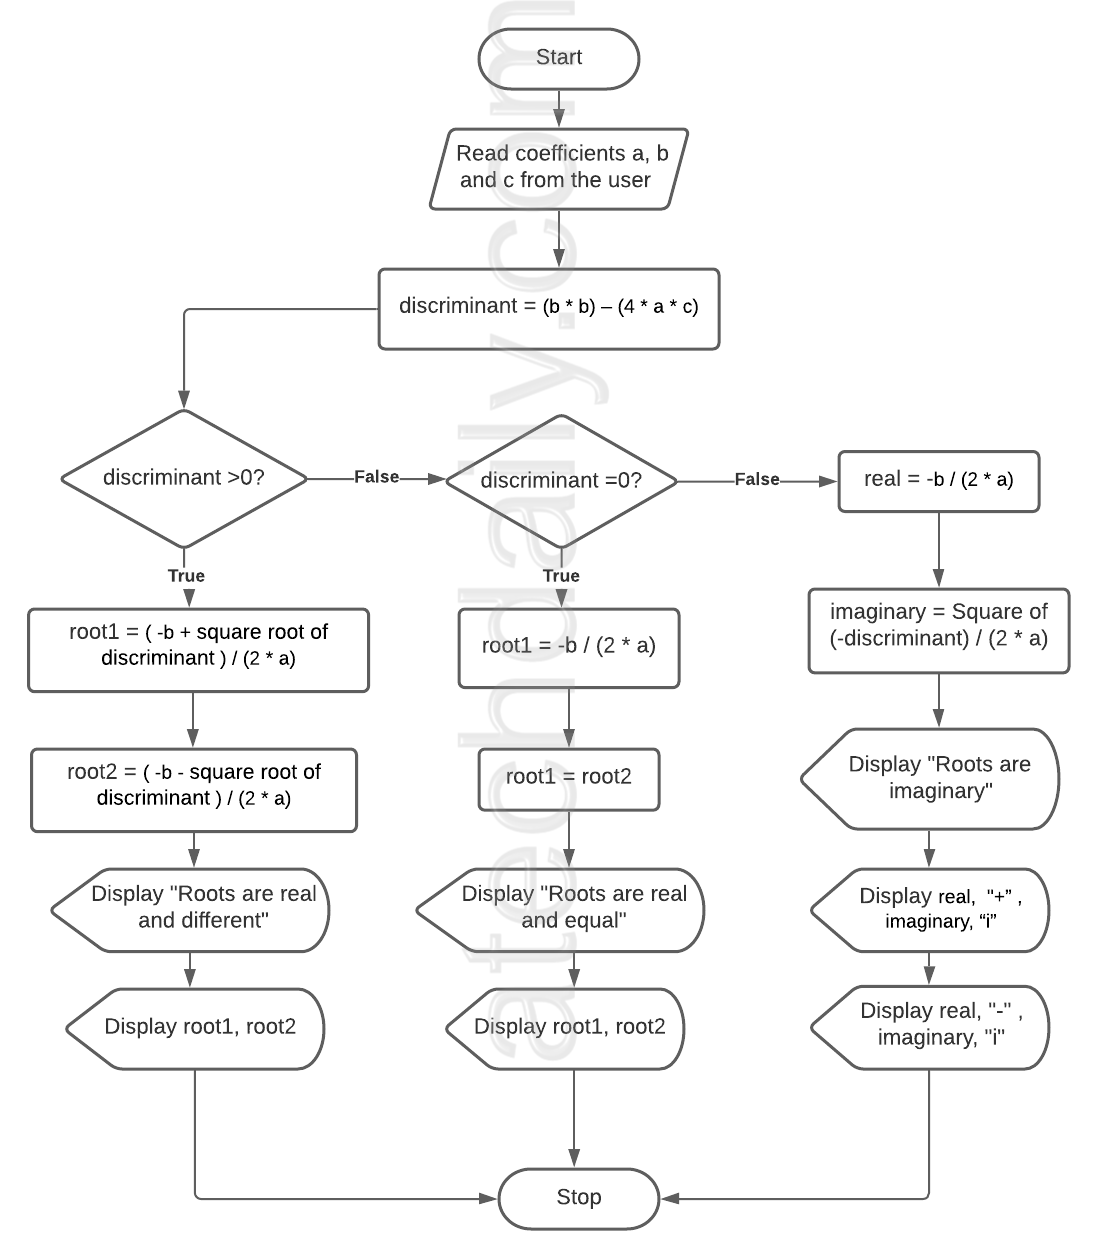 Start
Read coefficients a, b
and c from the user
discriminant = (b * b) – (4 * a * c)
discriminant >0?
False
discriminant =0?
False
real = -b / (2 * a)
True
True
root1 = ( -b + square root of
discriminant ) / (2 * a)
root1 = -b / (2 * a)
imaginary = Square of
(-discriminant) / (2 * a)
root2 = ( -b - square root of
discriminant ) / (2 * a)
root1 = root2
Display "Roots are
imaginary"
Display "Roots are real
and different"
Display "Roots are real
and equal"
Display real, "+” ,
imaginary, “i”
Display root1, root2
Display root1, root2
Display real, "-" ,
imaginary, "i"
Stop
atechdaily.com